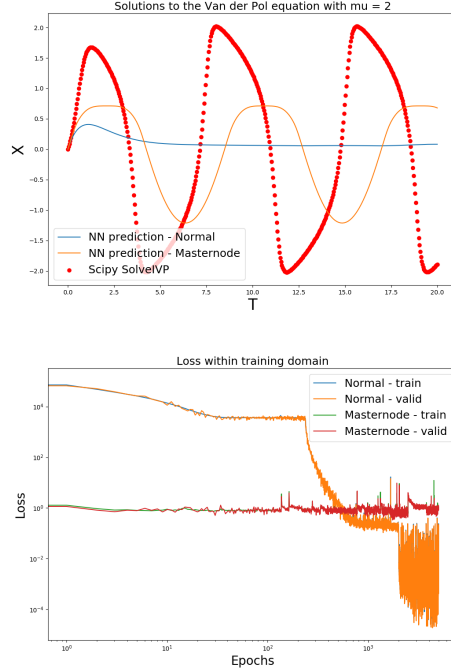 Solutions to the Van der Pol equation with mu = 2
2.0
1.5
1.0
0.5
0.0
-0.5
-1.0
-1.5
-2.0
X
NN prediction - Normal
NN prediction - Masternode
Scipy SolveIVP
0.0 2.5 5.0 7.5 10.0 12.5 15.0 17.5 20.0
T
Loss within training domain
Normal - train
Normal - valid
Masternode - train
Masternode - valid
10^4
10^2
10^0
10^-2
10^-4
Loss
10^0 10^1 10^2 10^3
Epochs